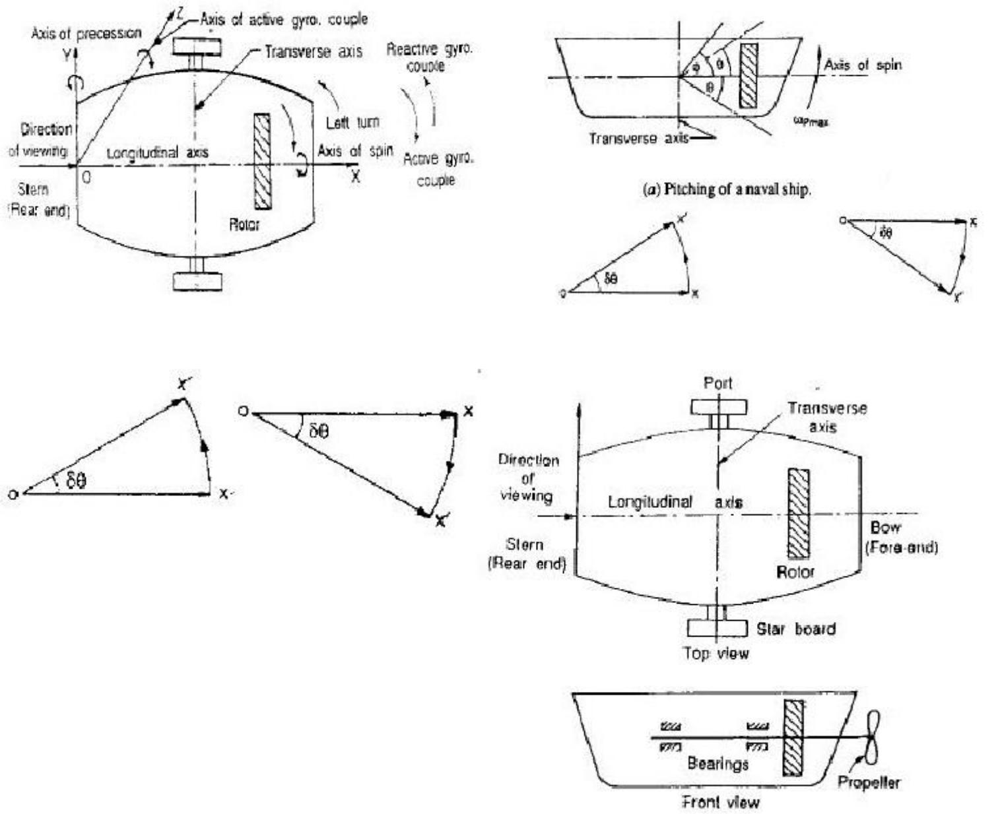 Z
Axis of active gyro. couple
Axis of precession
Y
Transverse axis
Reactive gyro.
couple
Left turn
Direction
of viewing
Longitudinal axis
Axis of spin
Active gyro.
couple
O
X
Stern
(Rear end)
Rotor
ϕ
θ
θ
Axis of spin
ωPmax
Transverse axis
(a) Pitching of a naval ship.
x'
O
δθ
x
O
x
δθ
x'
X'
O
δθ
X
O
X
δθ
X'
Port
Transverse
axis
Direction
of
viewing
Longitudinal axis
Stern
(Rear end)
Bow
(Fore-end)
Rotor
Star board
Top view
Bearings
Propeller
Front view